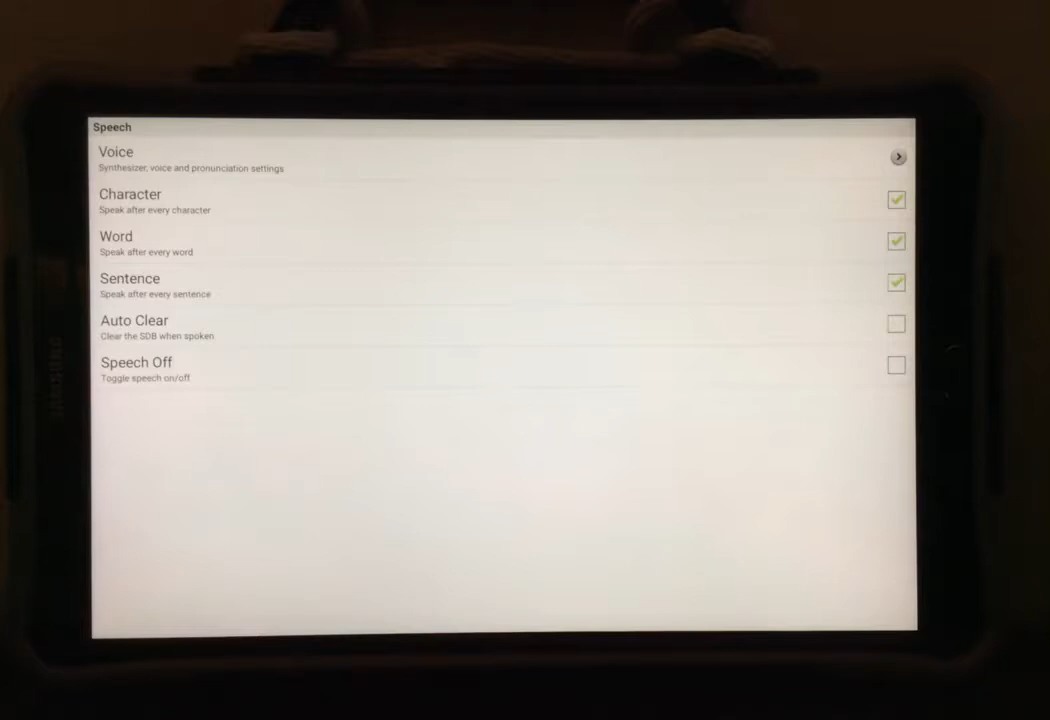 Speech
Voice
Synthesizer, voice and pronunciation settings
Character
Speak after every character
Word
Speak after every word
Sentence
Speak after every sentence
Auto Clear
Clear the SDB when spoken
Speech Off
Toggle speech on/off
SAMSUNG